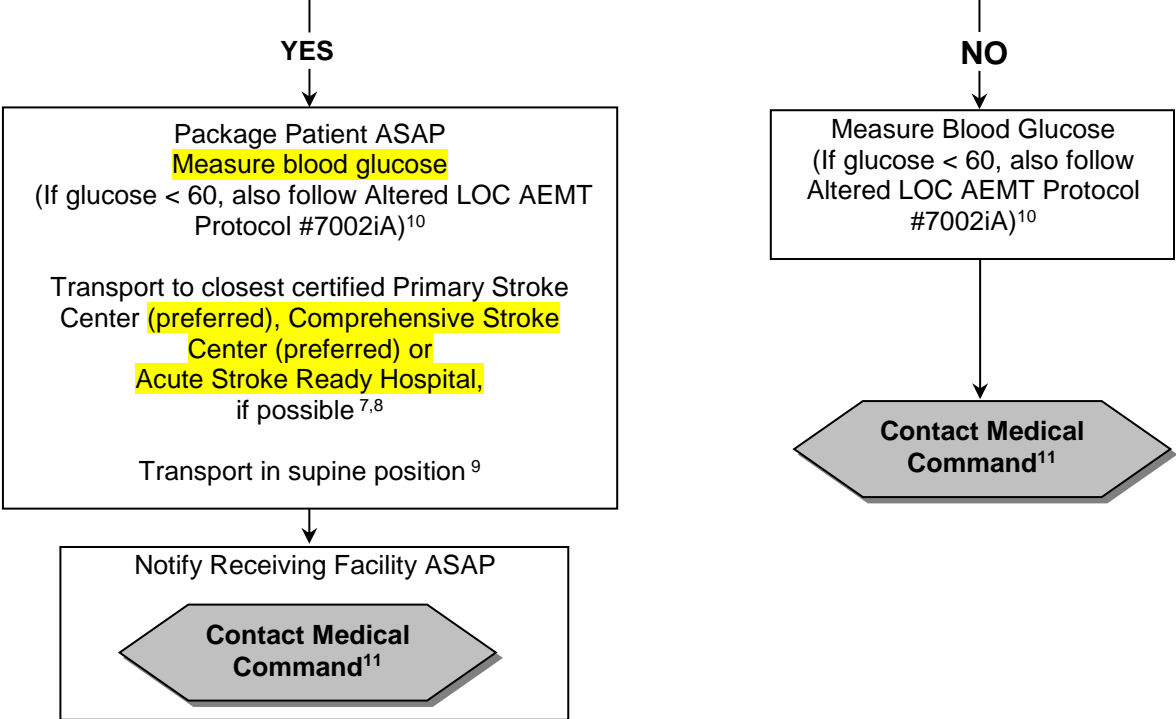 YES
Package Patient ASAP
Measure blood glucose
(If glucose < 60, also follow Altered LOC AEMT
Protocol #7002iA)10
Transport to closest certified Primary Stroke
Center (preferred), Comprehensive Stroke
Center (preferred) or
Acute Stroke Ready Hospital,
if possible 7,8
Transport in supine position 9
Notify Receiving Facility ASAP
Contact Medical
Command11
NO
Measure Blood Glucose
(If glucose < 60, also follow
Altered LOC AEMT Protocol
#7002iA)10
Contact Medical
Command11